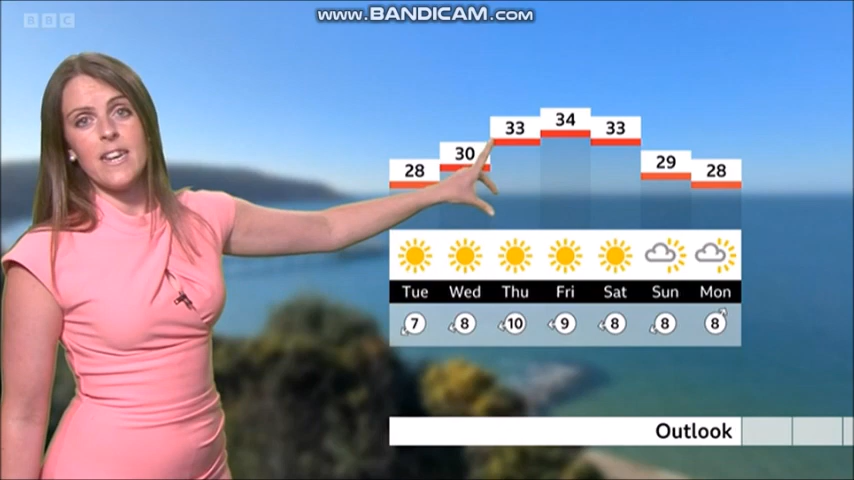 BBC
www.BANDICAM.com
28 30 33 34 33 29 28
Tue Wed Thu Fri Sat Sun Mon
7 8 10 9 8 8 8
Outlook